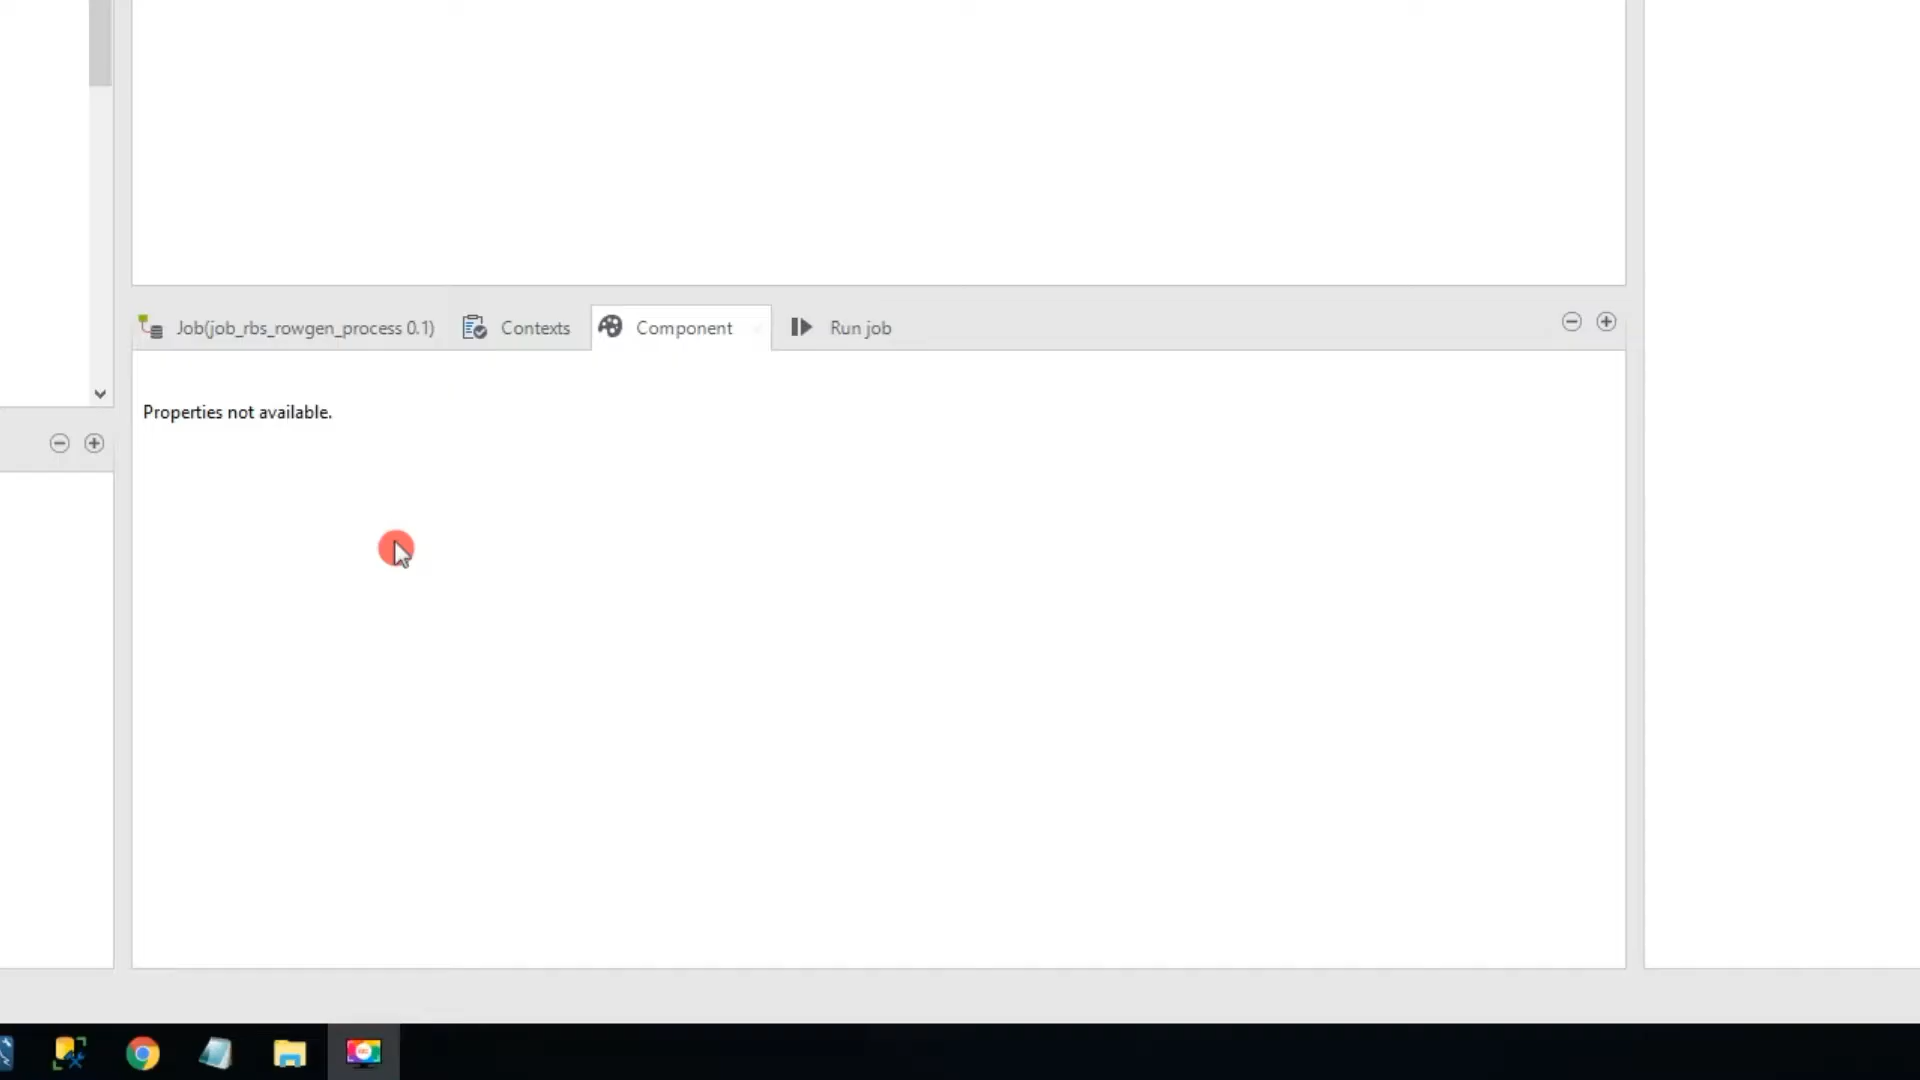 Job(job_rbs_rowgen_process 0.1)
Contexts
Component
Run job
Properties not available.